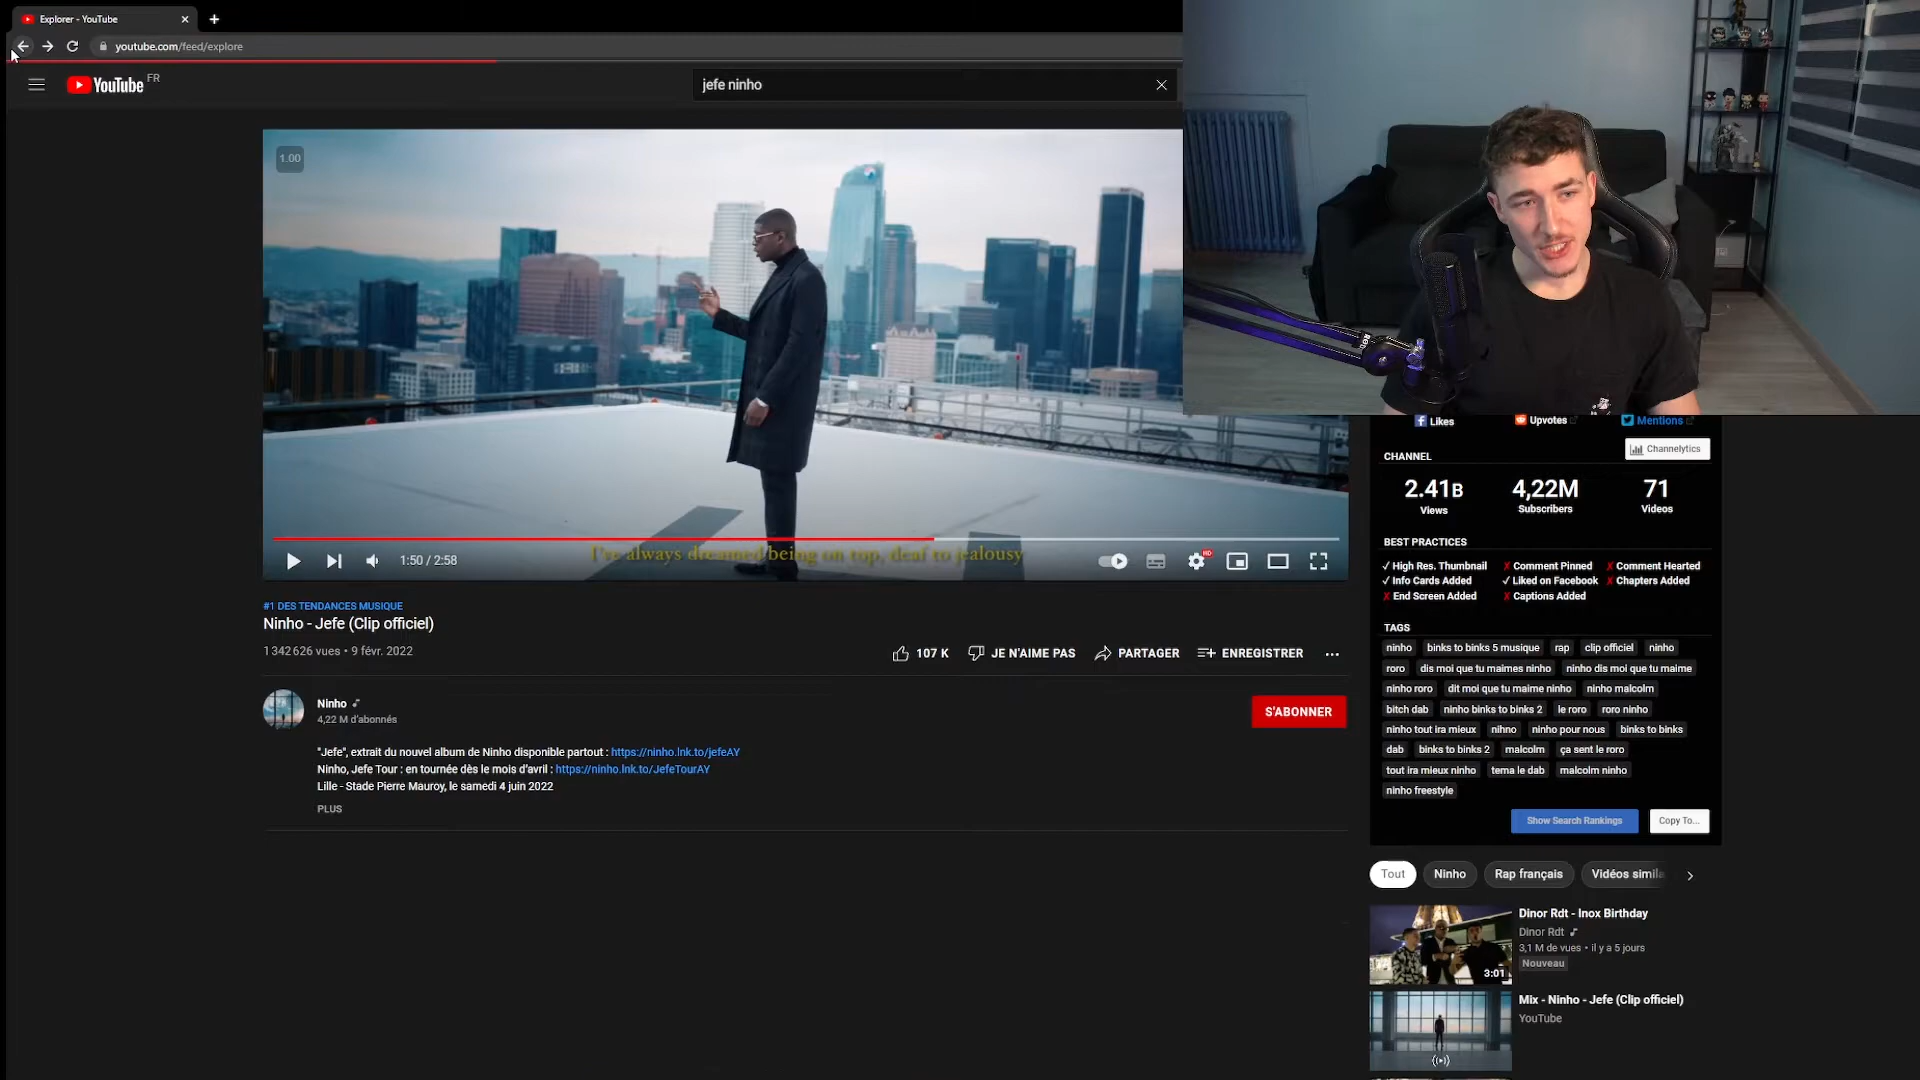 Explorer - YouTube
youtube.com/feed/explore
YouTube FR
jefe ninho
1.00
I've always dreamed being on top, deaf to jealousy
1:50 / 2:58
HD
#1 DES TENDANCES MUSIQUE
Ninho - Jefe (Clip officiel)
1 342 626 vues • 9 févr. 2022
107 K
JE N'AIME PAS
PARTAGER
ENREGISTRER
Ninho
4,22 M d'abonnés
S'ABONNER
"Jefe", extrait du nouvel album de Ninho disponible partout : https://ninho.lnk.to/jefeAY
Ninho, Jefe Tour : en tournée dès le mois d'avril : https://ninho.lnk.to/JefeTourAY
Lille - Stade Pierre Mauroy, le samedi 4 juin 2022
PLUS
Likes Upvotes Mentions
CHANNEL Channelytics
2.41B 4,22M 71
Views Subscribers Videos
BEST PRACTICES
✓ High Res. Thumbnail ✗ Comment Pinned ✗ Comment Hearted
✓ Info Cards Added ✓ Liked on Facebook ✗ Chapters Added
✗ End Screen Added ✗ Captions Added
TAGS
ninho binks to binks 5 musique rap clip officiel ninho
roro dis moi que tu maimes ninho ninho dis moi que tu maime
ninho roro dit moi que tu maime ninho ninho malcolm
bitch dab ninho binks to binks 2 le roro roro ninho
ninho tout ira mieux nihno ninho pour nous binks to binks
dab binks to binks 2 malcolm ça sent le roro
tout ira mieux ninho tema le dab malcolm ninho
ninho freestyle
Show Search Rankings Copy To...
Tout Ninho Rap français Vidéos simila
Dinor Rdt - Inox Birthday
Dinor Rdt
3,1 M de vues • il y a 5 jours
Nouveau
3:01
Mix - Ninho - Jefe (Clip officiel)
YouTube